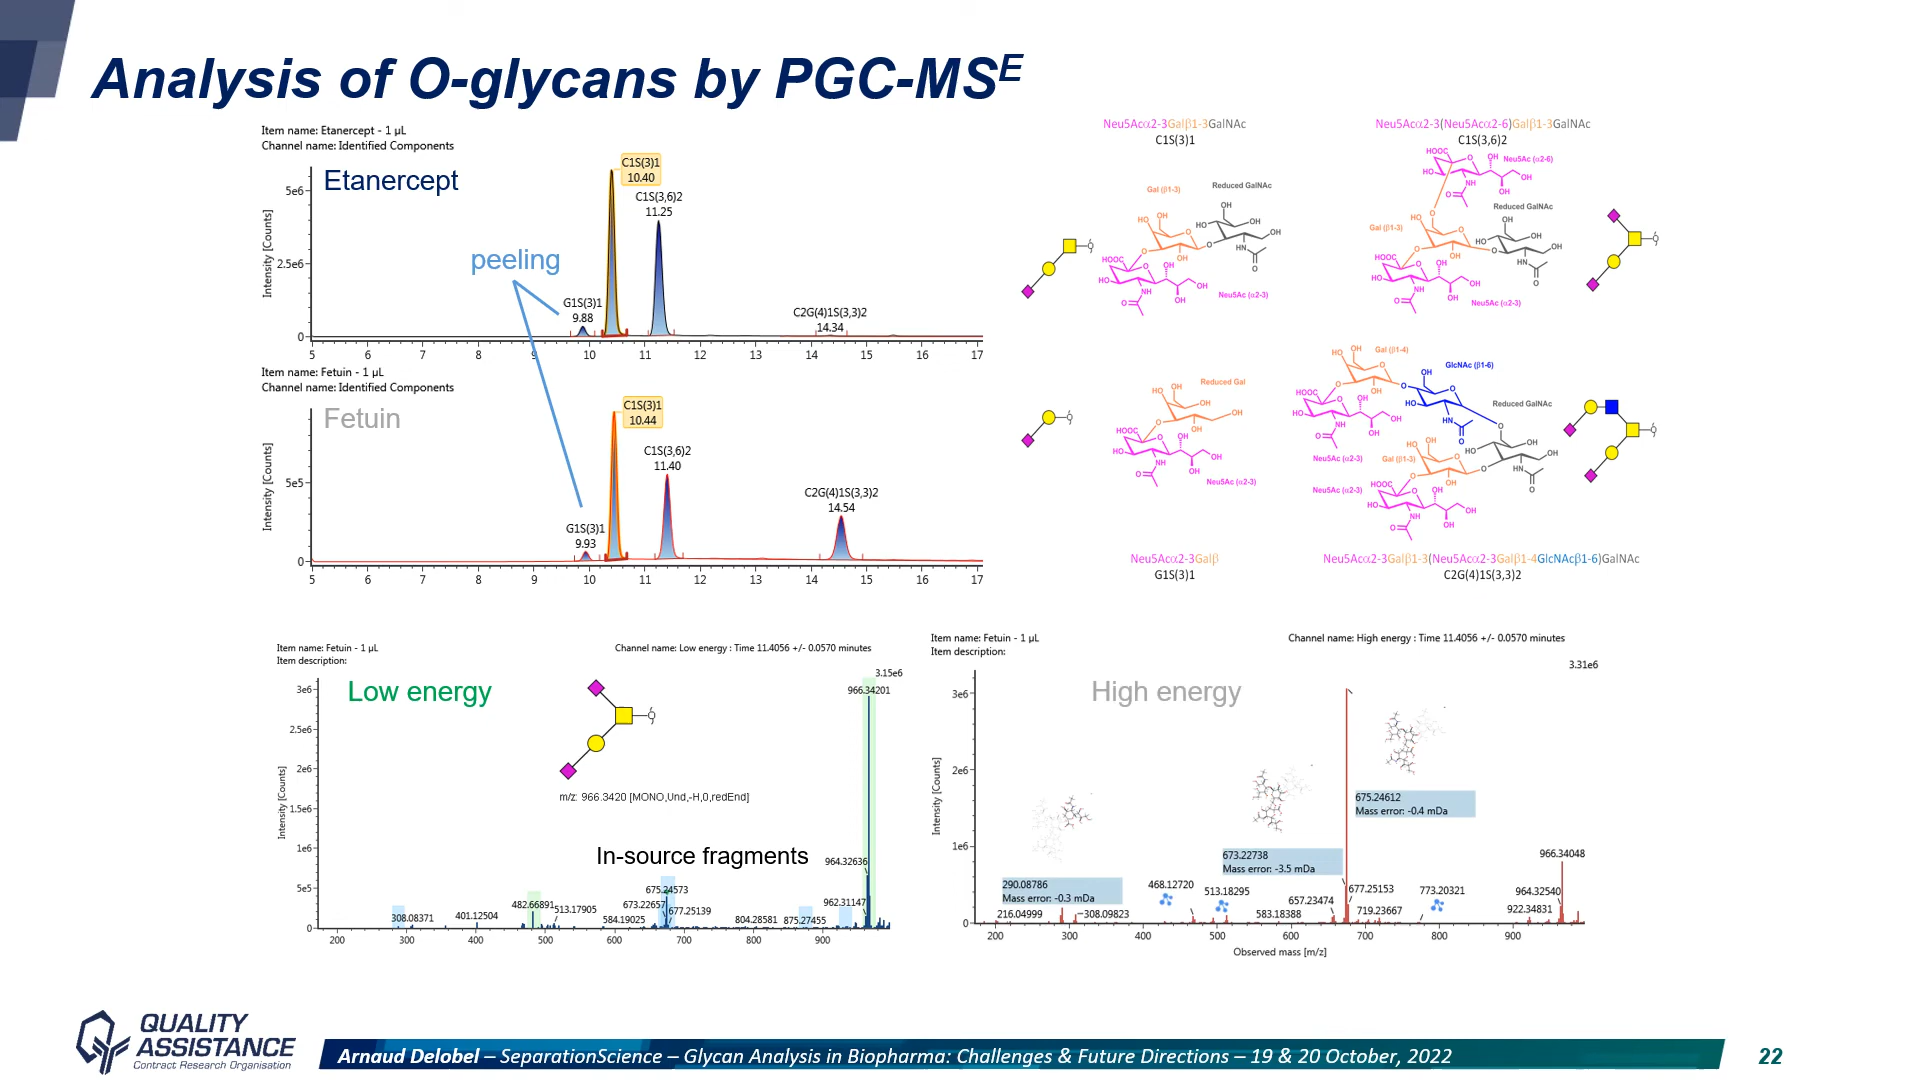 Analysis of O-glycans by PGC-MSE
Item name: Etanercept - 1 µL
Channel name: Identified Components
Etanercept
C1S(3)1
10.40
C1S(3,6)2
11.25
peeling
G1S(3)1
9.88
C2G(4)1S(3,3)2
14.34
Intensity [Counts]
5e6
2.5e6
0
5 6 7 8 9 10 11 12 13 14 15 16 17
Item name: Fetuin - 1 µL
Channel name: Identified Components
Fetuin
C1S(3)1
10.44
C1S(3,6)2
11.40
C2G(4)1S(3,3)2
14.54
G1S(3)1
9.93
Intensity [Counts]
5e5
0
5 6 7 8 9 10 11 12 13 14 15 16 17
Neu5Acα2-3Galβ1-3GalNAc
C1S(3)1
Gal (β1-3)
Reduced GalNAc
Neu5Ac (α2-3)
Neu5Acα2-3(Neu5Acα2-6)Galβ1-3GalNAc
C1S(3,6)2
Neu5Ac (α2-6)
Reduced GalNAc
Gal (β1-3)
Neu5Ac (α2-3)
Reduced Gal
Neu5Ac (α2-3)
Neu5Acα2-3Galβ
G1S(3)1
Gal (β1-4)
GlcNAc (β1-6)
Reduced GalNAc
Neu5Ac (α2-3)
Gal (β1-3)
Neu5Ac (α2-3)
Neu5Acα2-3Galβ1-3(Neu5Acα2-3Galβ1-4GlcNAcβ1-6)GalNAc
C2G(4)1S(3,3)2
Item name: Fetuin - 1 µL
Channel name: Low energy : Time 11.4056 +/- 0.0570 minutes
Item description:
3.15e6
Low energy
966.34201
m/z: 966.3420 [MONO,Und,-H,0,redEnd]
In-source fragments
964.32636
675.24573
482.66891
673.22657
513.17905
677.25139
962.31147
308.08371
401.12504
584.19025
804.28581
875.27455
Intensity [Counts]
3e6
2.5e6
2e6
1.5e6
1e6
5e5
0
200 300 400 500 600 700 800 900
Item name: Fetuin - 1 µL
Channel name: High energy : Time 11.4056 +/- 0.0570 minutes
Item description:
3.31e6
High energy
675.24612
Mass error: -0.4 mDa
673.22738
Mass error: -3.5 mDa
966.34048
290.08786
Mass error: -0.3 mDa
468.12720
513.18295
677.25153
773.20321
964.32540
657.23474
216.04999
308.09823
583.18388
719.23667
922.34831
Intensity [Counts]
3e6
2e6
1e6
0
200 300 400 500 600 700 800 900
Observed mass [m/z]
QUALITY
ASSISTANCE
Contract Research Organisation
Arnaud Delobel – SeparationScience – Glycan Analysis in Biopharma: Challenges & Future Directions – 19 & 20 October, 2022
22